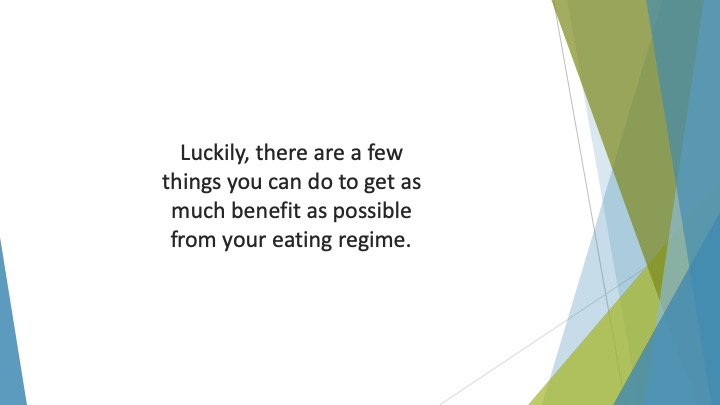 Luckily, there are a few
things you can do to get as
much benefit as possible
from your eating regime.